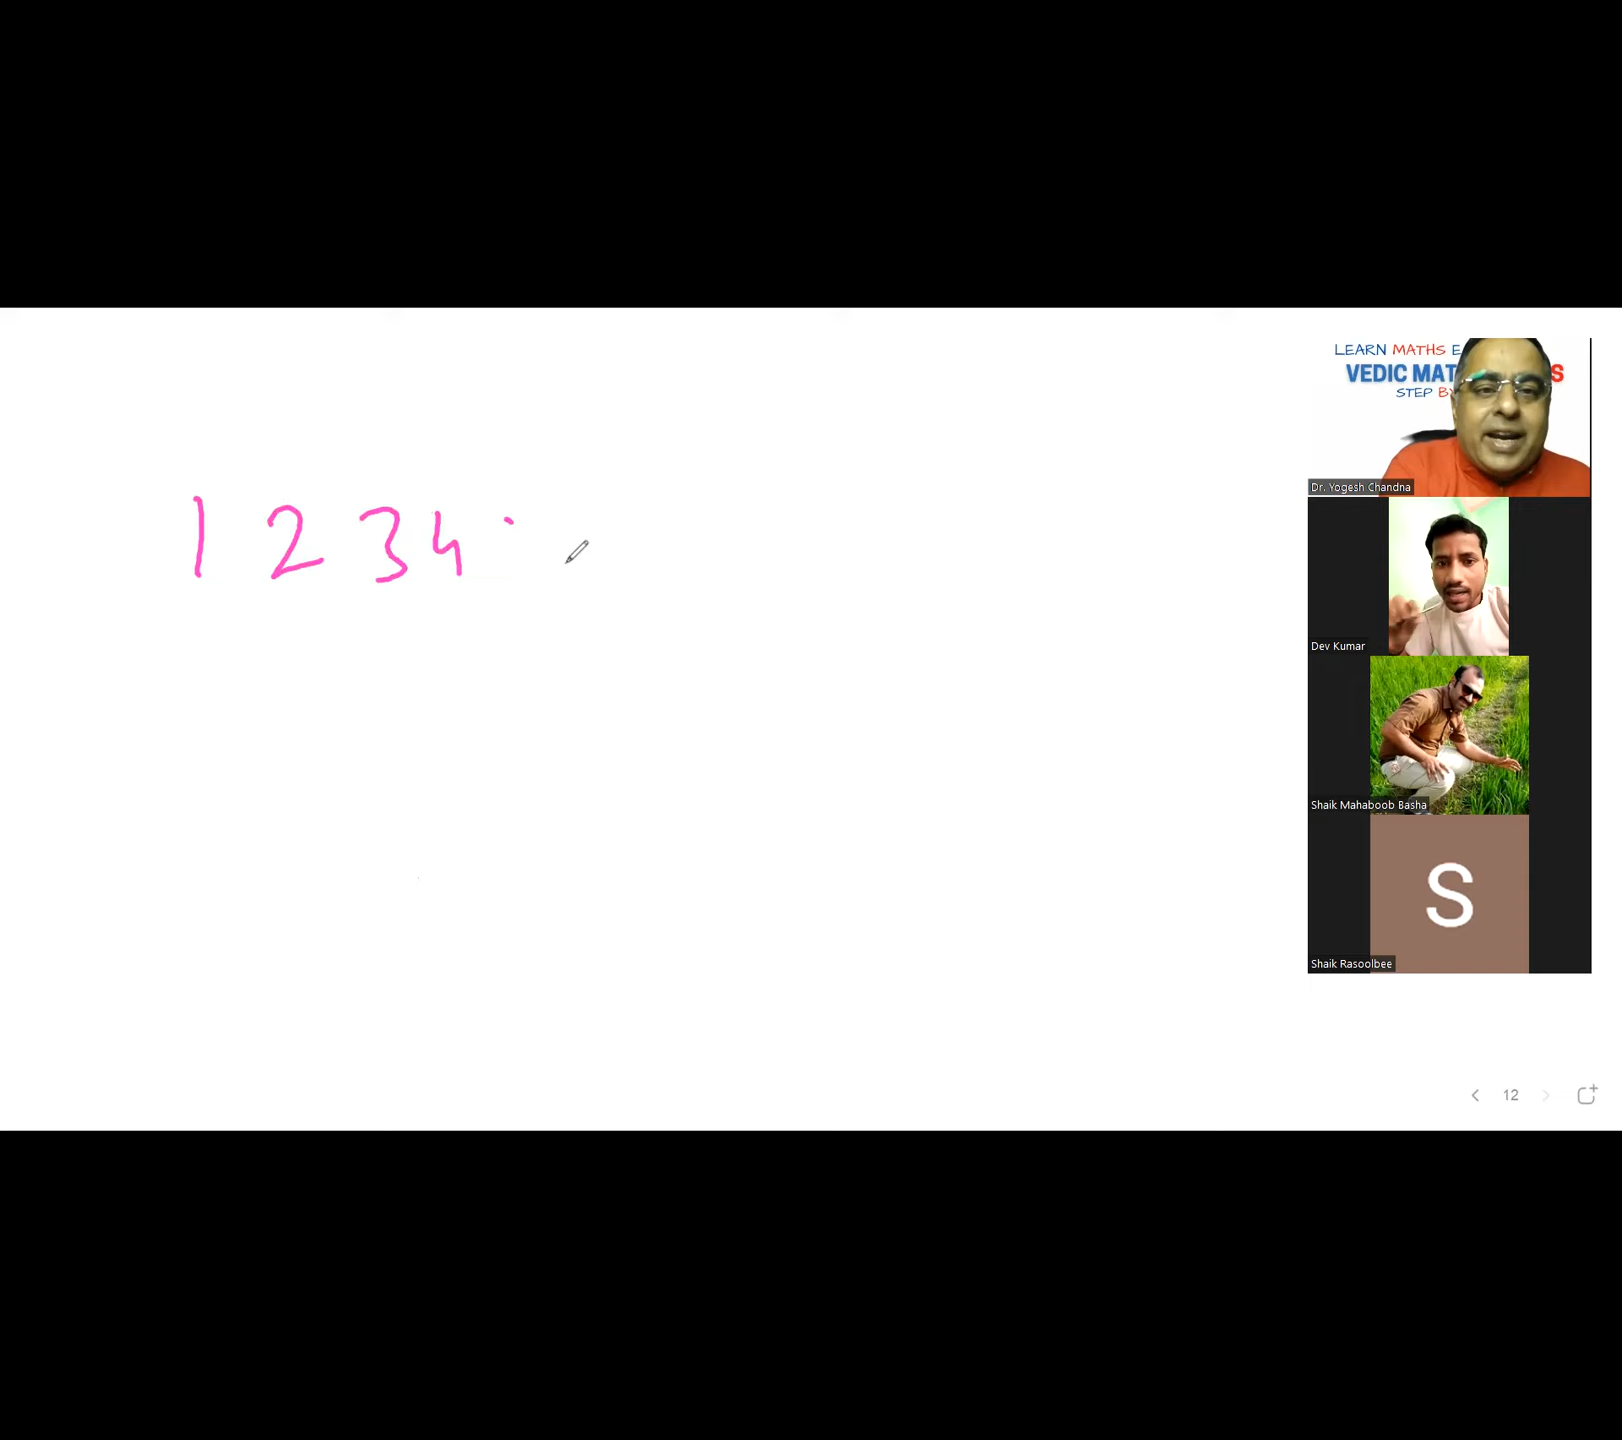 LEARN MATHS E
VEDIC MAT S
STEP BY
Dr. Yogesh Chandna
1 2 3 4
Dev Kumar
Shaik Mahaboob Basha
S
Shaik Rasoolbee
12